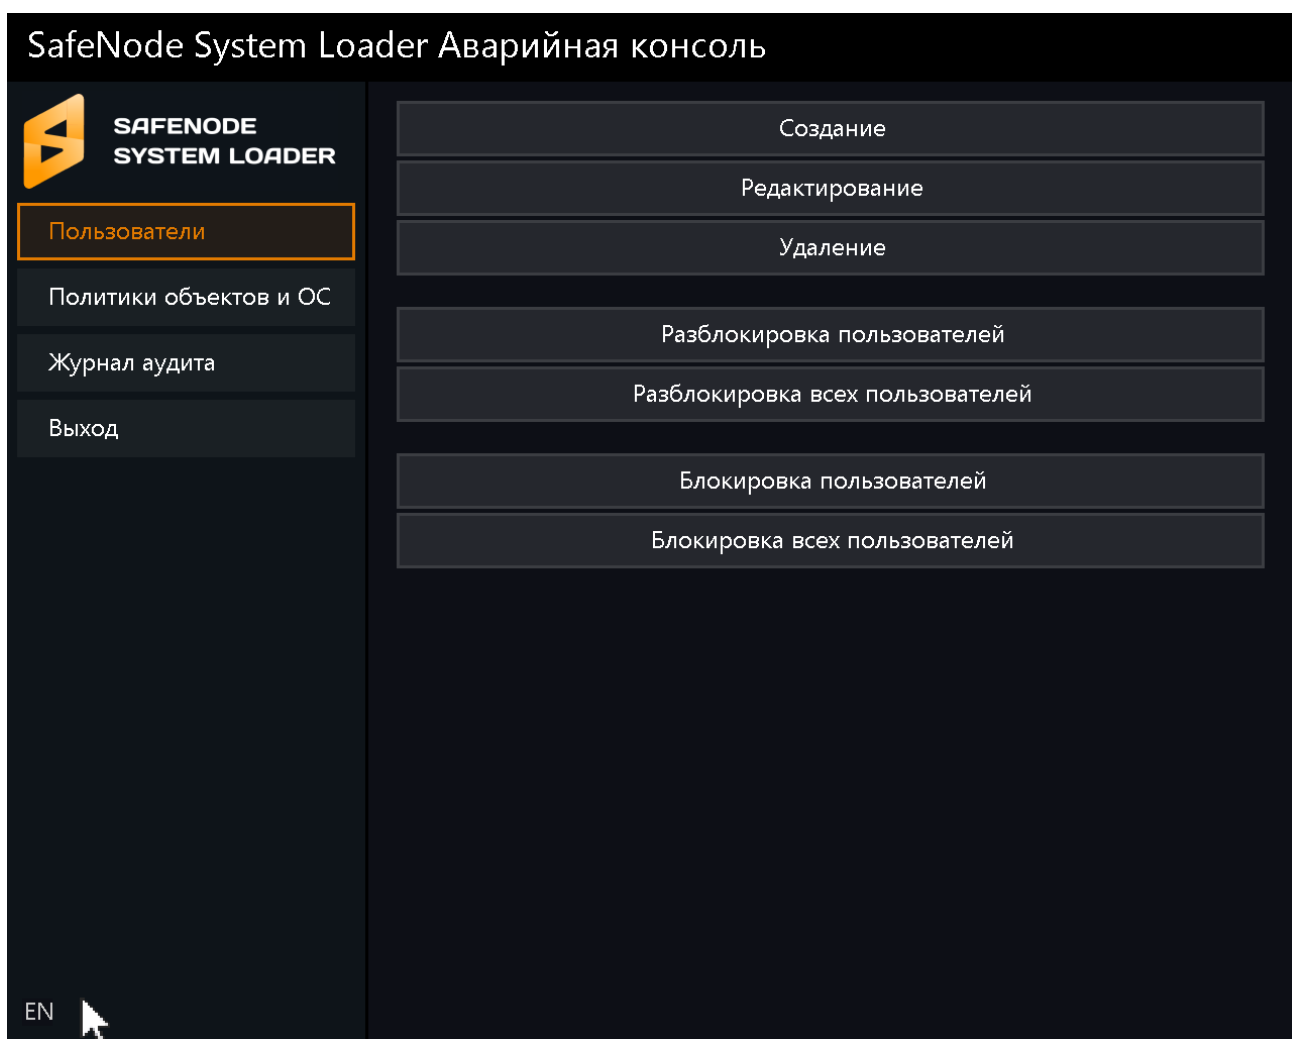 SafeNode System Loader Аварийная консоль
SAFENODE
SYSTEM LOADER
Пользователи
Политики объектов и ОС
Журнал аудита
Выход
Создание
Редактирование
Удаление
Разблокировка пользователей
Разблокировка всех пользователей
Блокировка пользователей
Блокировка всех пользователей
EN